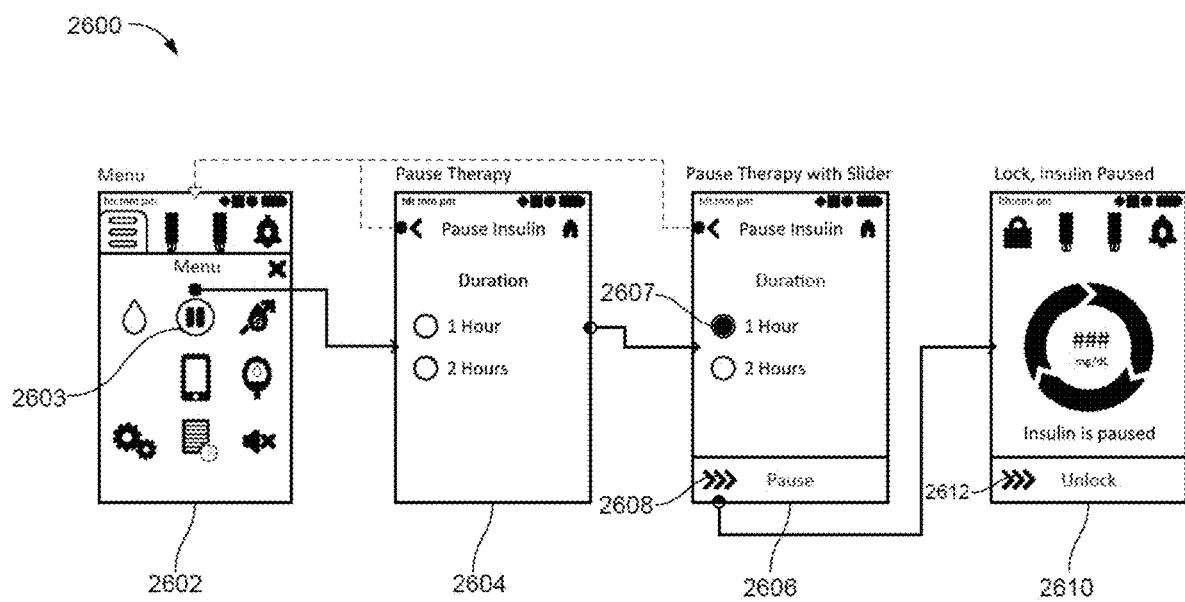 2600
Menu
Pause Therapy
Pause Therapy with Slider
Lock, Insulin Paused
Menu
Pause Insulin
Pause Insulin
Duration
Duration
2607
1 Hour
1 Hour
###
mg/dL
2 Hours
2 Hours
2603
Insulin is paused
Pause
Unlock
2608
2612
2602
2604
2606
2610